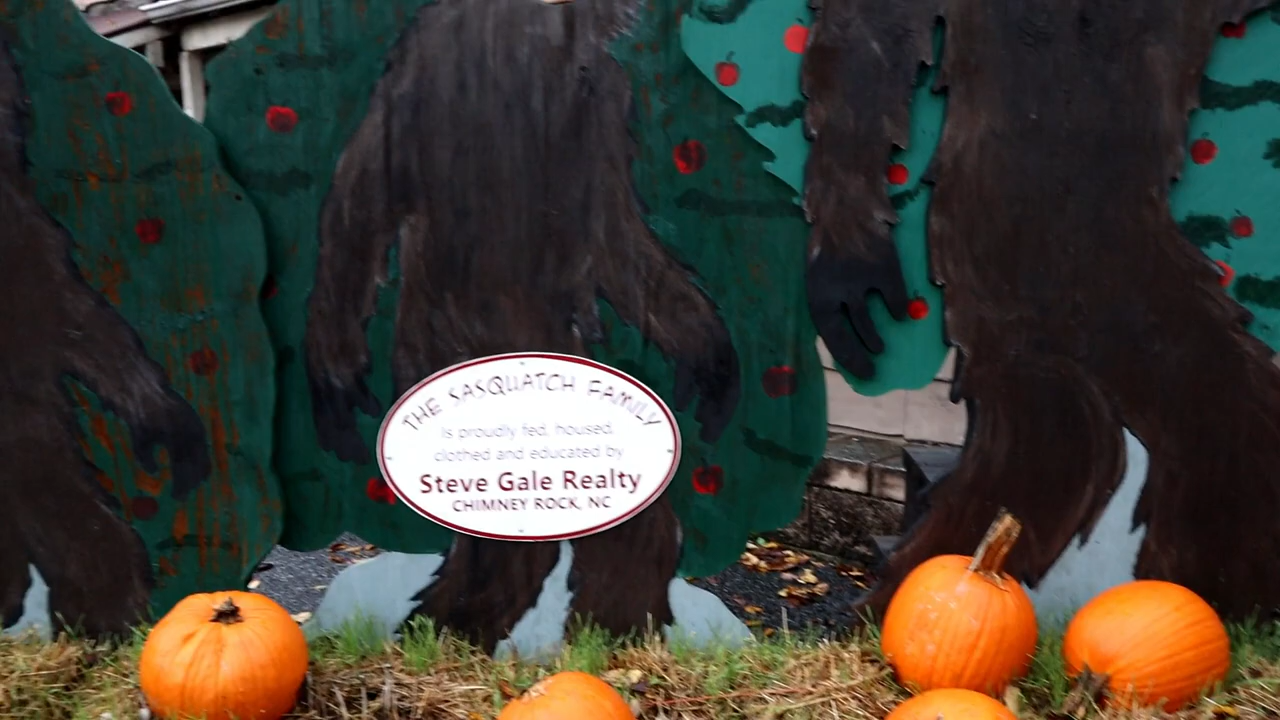 THE SASQUATCH FAMILY
is proudly fed, housed,
clothed and educated by
Steve Gale Realty
CHIMNEY ROCK, NC